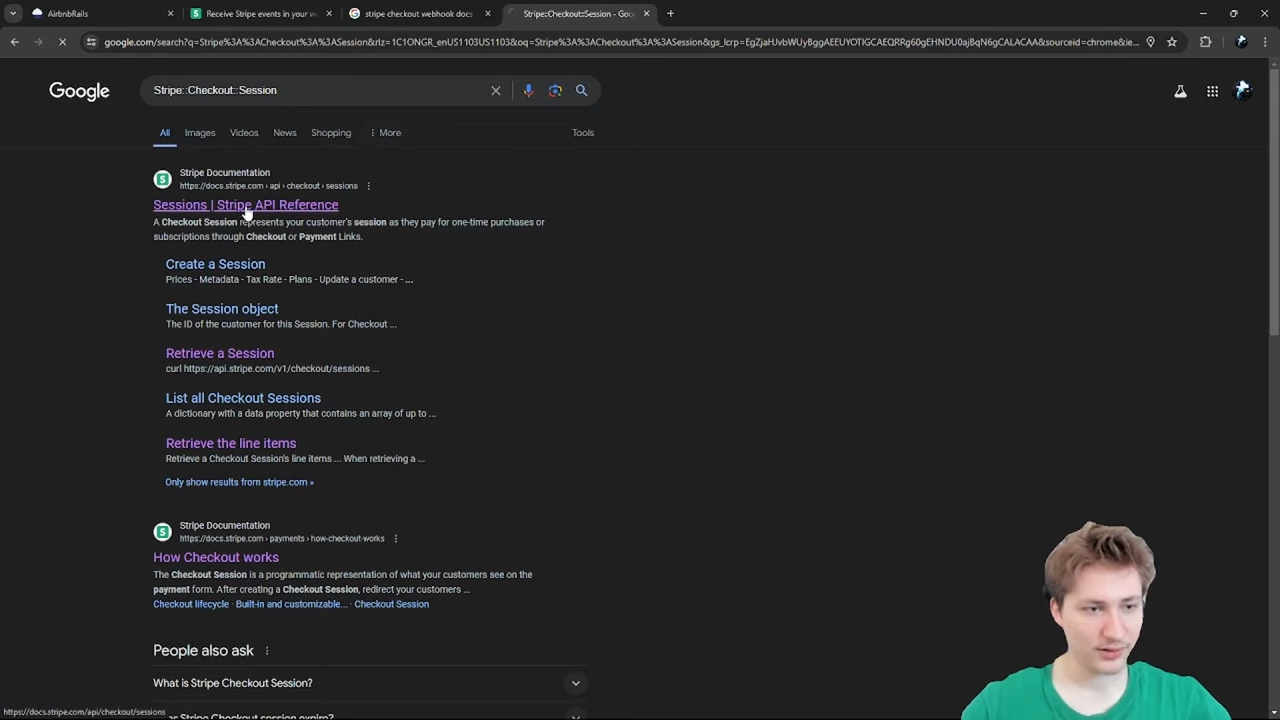 AirbnbRails
Receive Stripe events in your w
stripe checkout webhook docs
Stripe::Checkout::Session - Goo
google.com/search?q=Stripe%3A%3ACheckout%3A%3ASession&rlz=1C1ONGR_enUS1103US1103&oq=Stripe%3A%3ACheckout%3A%3ASession&gs_lcrp=EgZjaHJvbWUyBggAEEUYOTIGCAEQRRg60gEHNDU0ajBqN6gCALACAA&sourceid=chrome&ie...
Google
Stripe::Checkout::Session
All
Images
Videos
News
Shopping
More
Tools
Stripe Documentation
https://docs.stripe.com › api › checkout › sessions
Sessions | Stripe API Reference
A Checkout Session represents your customer's session as they pay for one-time purchases or
subscriptions through Checkout or Payment Links.
Create a Session
Prices - Metadata - Tax Rate - Plans - Update a customer - ...
The Session object
The ID of the customer for this Session. For Checkout ...
Retrieve a Session
curl https://api.stripe.com/v1/checkout/sessions ...
List all Checkout Sessions
A dictionary with a data property that contains an array of up to ...
Retrieve the line items
Retrieve a Checkout Session's line items ... When retrieving a ...
Only show results from stripe.com »
Stripe Documentation
https://docs.stripe.com › payments › how-checkout-works
How Checkout works
The Checkout Session is a programmatic representation of what your customers see on the
payment form. After creating a Checkout Session, redirect your customers ...
Checkout lifecycle · Built-in and customizable... · Checkout Session
People also ask
What is Stripe Checkout Session?
https://docs.stripe.com/api/checkout/sessions
es Stripe Checkout session expire?